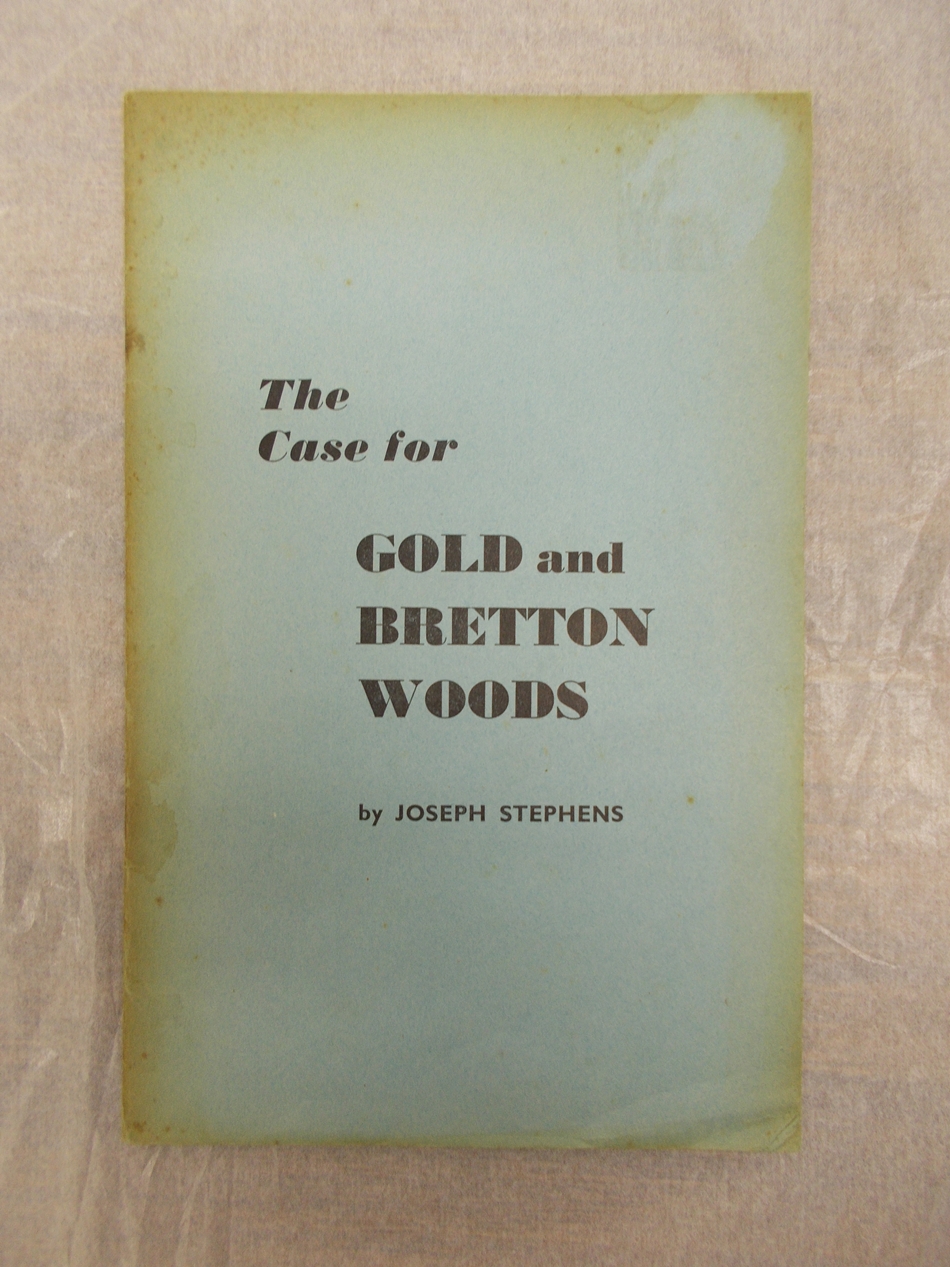 The
Case for
GOLD and
BRETTON
WOODS
by JOSEPH STEPHENS